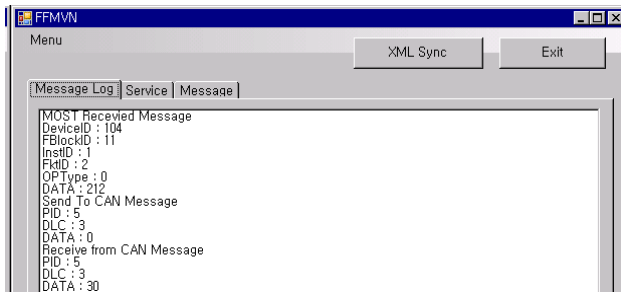 FFMVN
Menu
XML Sync
Exit
Message Log
Service
Message
MOST Recevied Message
DeviceID : 104
FBlockID : 11
InstID : 1
FktID : 2
OPType : 0
DATA : 212
Send To CAN Message
PID : 5
DLC : 3
DATA : 0
Receive from CAN Message
PID : 5
DLC : 3
DATA : 30